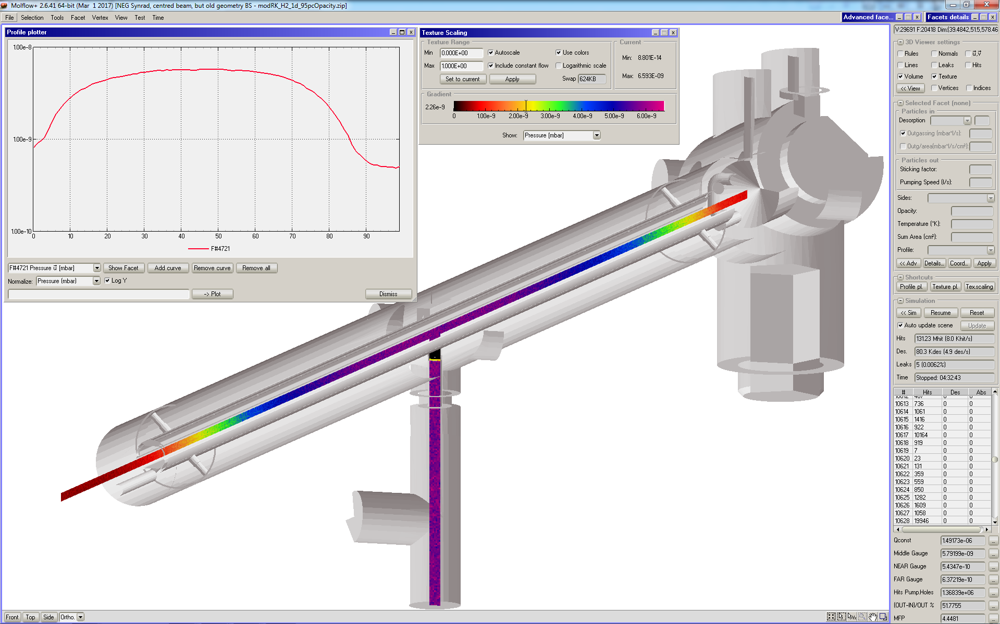 Molflow+ 2.6.41 64-bit (Mar  1 2017) [NEG Synrad, centred beam, but old geometry BS - modRK_H2_1d_95pcOpacity.zip]
File Selection Tools Facet Vertex View Test Time
Advanced face...
Facets details
Profile plotter
1.00e-8
1.00e-9
1.00e-10
0 10 20 30 40 50 60 70 80 90
F#4721
F#4721 Pressure u⃗ [mbar] Show Facet Add curve Remove curve Remove all
Normalize: Pressure (mbar) Log Y
-> Plot Dismiss
Texture Scaling
Texture Range
Min 0.000E+00 Autoscale Use colors
Max 1.000E+00 Include constant flow Logarithmic scale
Set to current Apply Swap 624KB
Current
Min: 8.801E-14
Max: 6.593E-09
Gradient
2.26e-9
0 1.00e-9 2.00e-9 3.00e-9 4.00e-9 5.00e-9 6.00e-9
Show: Pressure [mbar]
V:29691 F:20418 Dim:(39.4842,51.5,578.46
3D Viewer settings
Rules Normals u⃗,v⃗
Lines Leaks Hits
Volume Texture
<< View Vertices Indices
Selected Facet (none)
Particles in
Desorption
Outgassing (mbar*l/s):
Outg/area(mbar*l/s/cm²):
Particles out
Sticking factor:
Pumping Speed (l/s):
Sides:
Opacity:
Temperature (°K):
Sum Area (cm²):
Profile:
<< Adv Details... Coord... Apply
Shortcuts
Profile pl. Texture pl. Tex.scaling
Simulation
<< Sim Resume Reset
Auto update scene Update
Hits 131.23 Mhit (8.0 Khit/s)
Des. 80.3 Kdes (4.9 des/s)
Leaks 5 (0.0062%)
Time Stopped: 04:32:43
# Hits Des Abs
10613 736 0 0
10614 1061 0 0
10615 1416 0 0
10616 922 0 0
10617 10164 0 0
10618 919 0 0
10619 7 0 0
10620 23 0 0
10621 131 0 0
10622 359 0 0
10623 559 0 0
10624 850 0 0
10625 1282 0 0
10626 1609 0 0
10627 1058 0 0
10628 19946 0 0
Qconst 1.49173e-06 ...
Middle Gauge 5.79199e-09 ...
NEAR Gauge 5.4347e-10 ...
FAR Gauge 6.37219e-10 ...
Hits Pump.Holes 1.36839e+06 ...
(OUT-IN)/OUT % 51.7755 ...
MFP 4.4481 ...
Front Top Side Ortho.